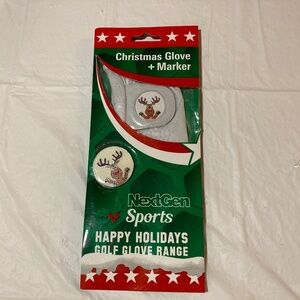 Christmas Glove
+ Marker
NextGen
Sports
HAPPY HOLIDAYS
GOLF GLOVE RANGE